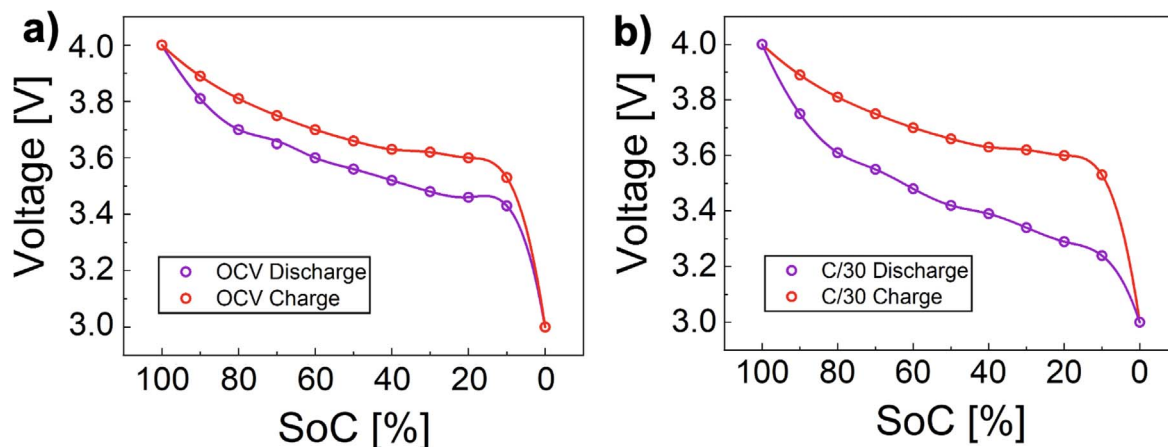 a)
Voltage [V]
4.0
3.8
3.6
3.4
3.2
3.0
OCV Discharge
OCV Charge
100 80 60 40 20 0
SoC [%]
b)
Voltage [V]
4.0
3.8
3.6
3.4
3.2
3.0
C/30 Discharge
C/30 Charge
100 80 60 40 20 0
SoC [%]